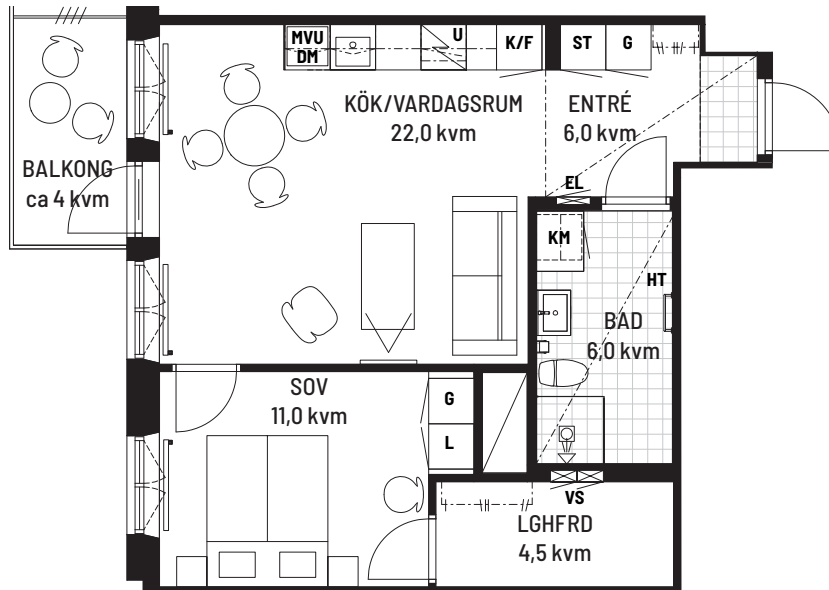 MVU
DM
U
K/F
ST
G
KÖK/VARDAGSRUM
22,0 kvm
ENTRÉ
6,0 kvm
BALKONG
ca 4 kvm
EL
KM
HT
BAD
6,0 kvm
SOV
11,0 kvm
G
L
VS
LGHFRD
4,5 kvm